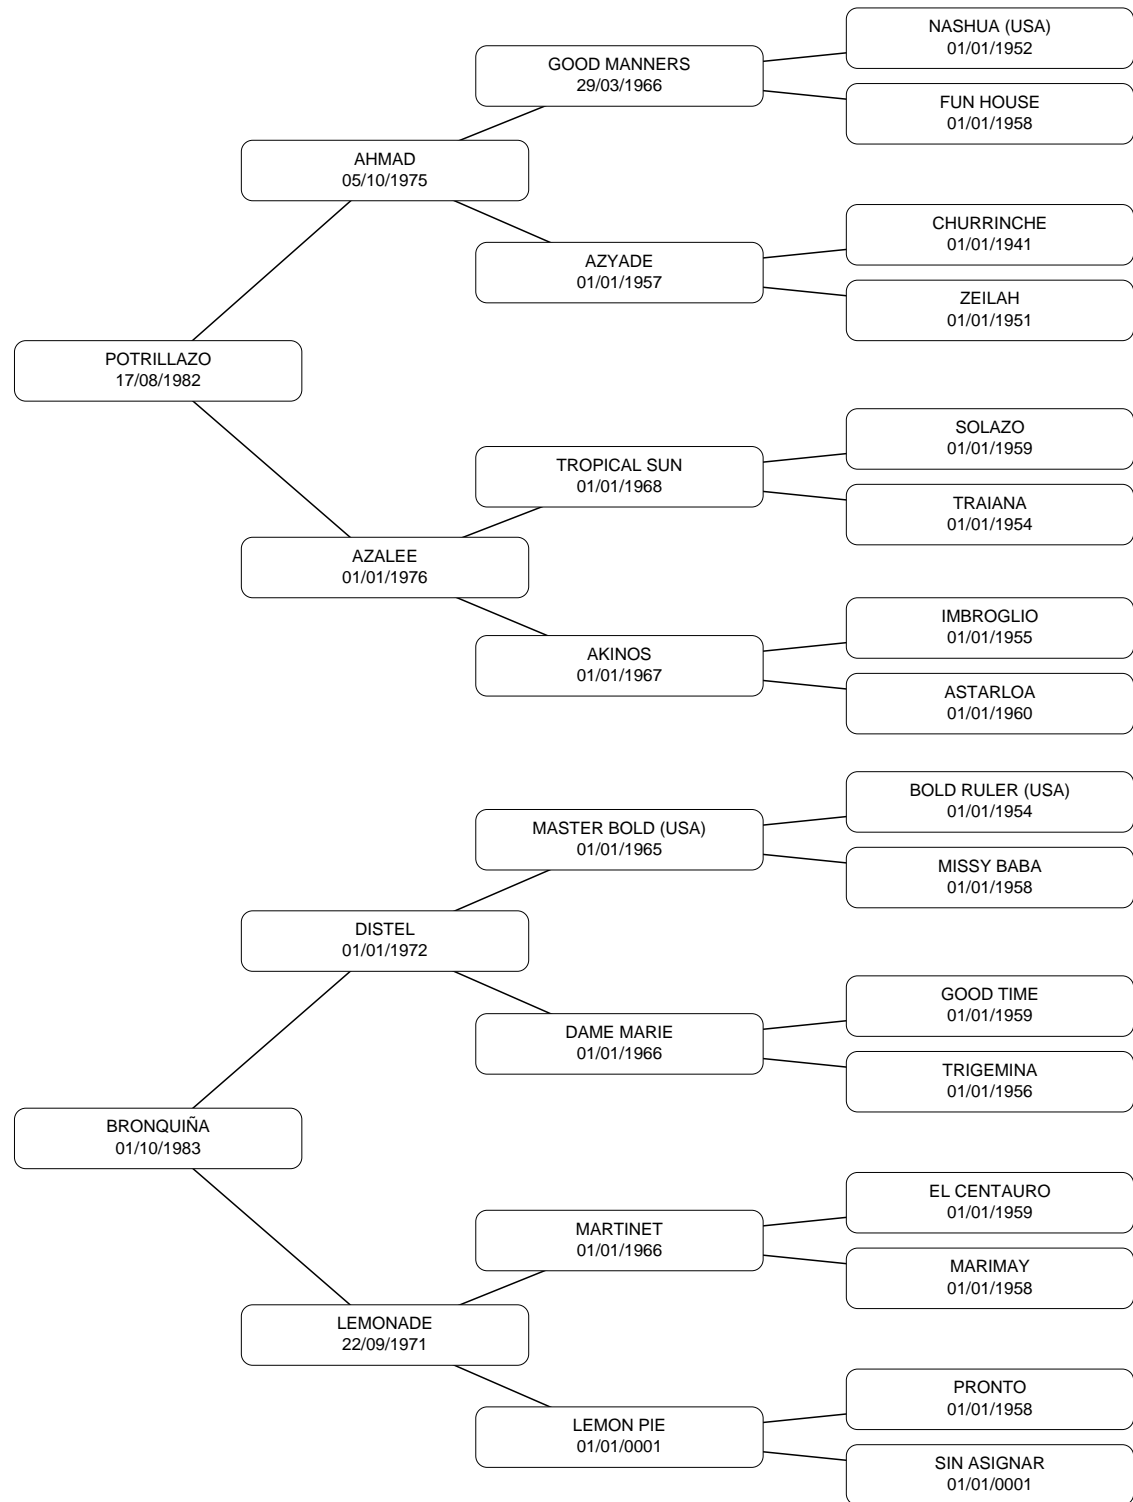 NASHUA (USA)
01/01/1952
GOOD MANNERS
29/03/1966
FUN HOUSE
01/01/1958
AHMAD
05/10/1975
CHURRINCHE
01/01/1941
AZYADE
01/01/1957
ZEILAH
01/01/1951
POTRILLAZO
17/08/1982
SOLAZO
01/01/1959
TROPICAL SUN
01/01/1968
TRAIANA
01/01/1954
AZALEE
01/01/1976
IMBROGLIO
01/01/1955
AKINOS
01/01/1967
ASTARLOA
01/01/1960
BOLD RULER (USA)
01/01/1954
MASTER BOLD (USA)
01/01/1965
MISSY BABA
01/01/1958
DISTEL
01/01/1972
GOOD TIME
01/01/1959
DAME MARIE
01/01/1966
TRIGEMINA
01/01/1956
BRONQUIÑA
01/10/1983
EL CENTAURO
01/01/1959
MARTINET
01/01/1966
MARIMAY
01/01/1958
LEMONADE
22/09/1971
PRONTO
01/01/1958
LEMON PIE
01/01/0001
SIN ASIGNAR
01/01/0001